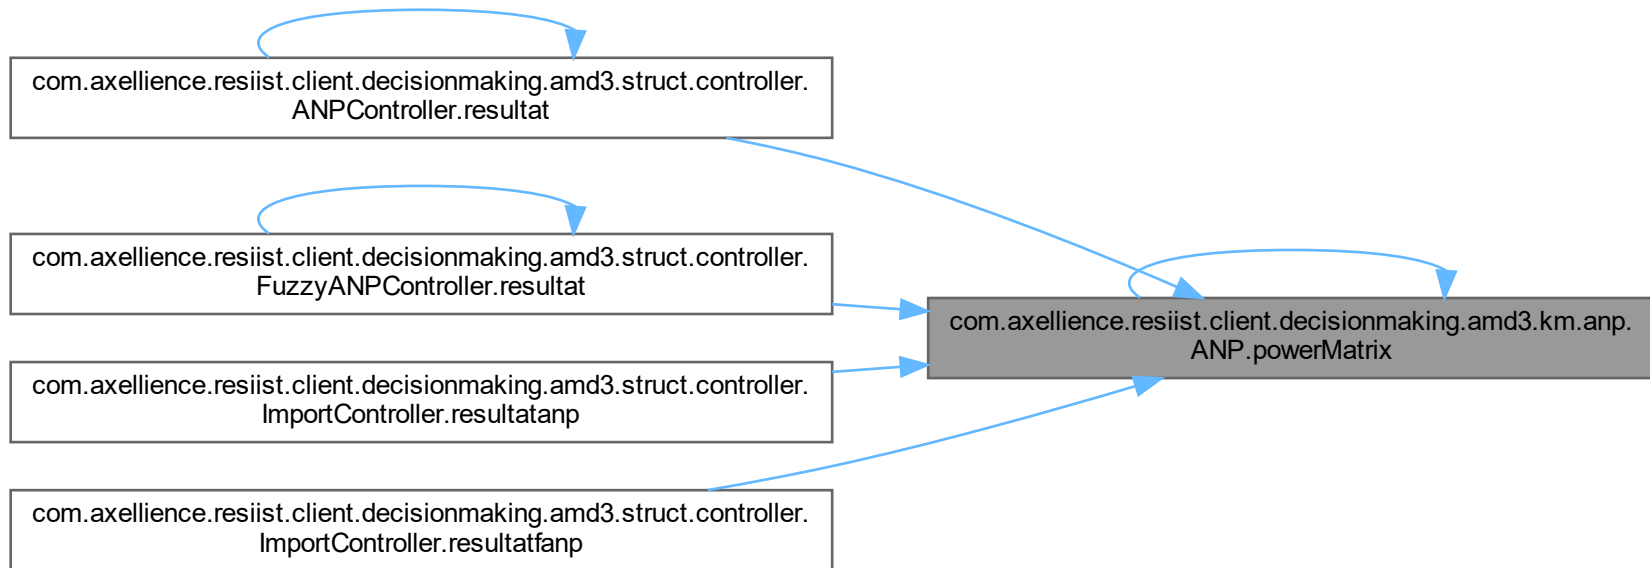 com.axellience.resiist.client.decisionmaking.amd3.struct.controller.
ANPController.resultat
com.axellience.resiist.client.decisionmaking.amd3.struct.controller.
FuzzyANPController.resultat
com.axellience.resiist.client.decisionmaking.amd3.km.anp.
ANP.powerMatrix
com.axellience.resiist.client.decisionmaking.amd3.struct.controller.
ImportController.resultatanp
com.axellience.resiist.client.decisionmaking.amd3.struct.controller.
ImportController.resultatfanp